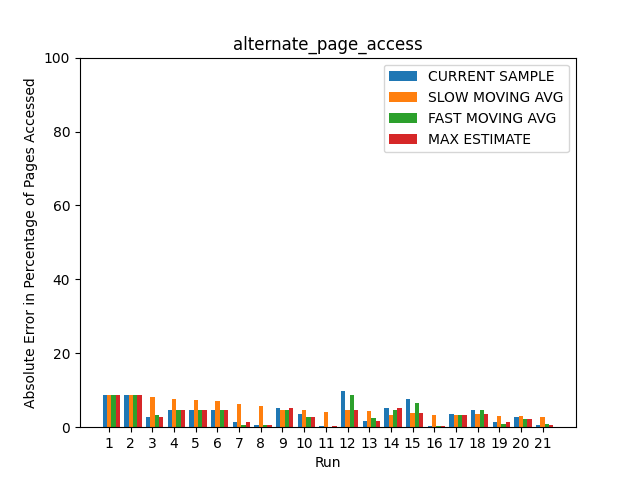 alternate_page_access
Absolute Error in Percentage of Pages Accessed
100
80
60
40
20
0
CURRENT SAMPLE
SLOW MOVING AVG
FAST MOVING AVG
MAX ESTIMATE
1 2 3 4 5 6 7 8 9 10 11 12 13 14 15 16 17 18 19 20 21
Run